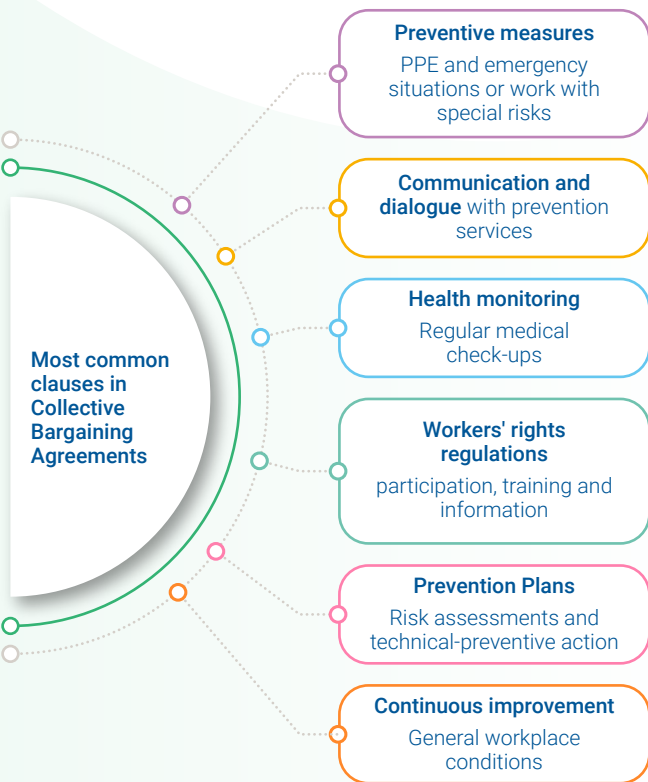 Most common
clauses in
Collective
Bargaining
Agreements
Preventive measures
PPE and emergency
situations or work with
special risks
Communication and
dialogue with prevention
services
Health monitoring
Regular medical
check-ups
Workers' rights
regulations
participation, training and
information
Prevention Plans
Risk assessments and
technical-preventive action
Continuous improvement
General workplace
conditions